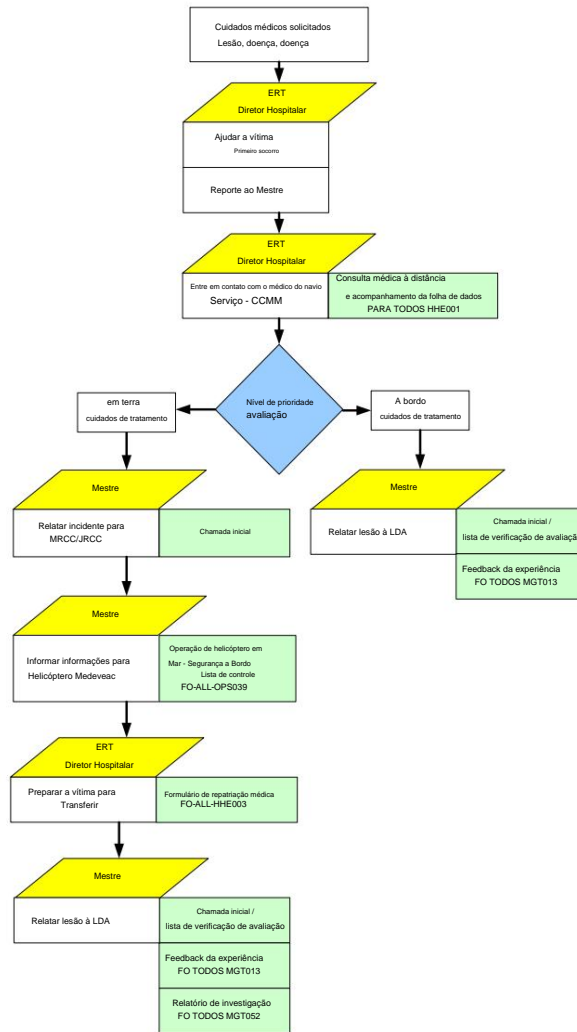 Cuidados médicos solicitados
Lesão, doença, doença
ERT
Diretor Hospitalar
Ajudar a vítima
Primeiro socorro
Reporte ao Mestre
ERT
Diretor Hospitalar
Entre em contato com o médico do navio
Serviço - CCMM
Consulta médica à distância
e acompanhamento da folha de dados
PARA TODOS HHE001
Nível de prioridade
avaliação
em terra
cuidados de tratamento
A bordo
cuidados de tratamento
Mestre
Relatar incidente para
MRCC/JRCC
Chamada inicial
Mestre
Relatar lesão à LDA
Chamada inicial /
lista de verificação de avaliação
Feedback da experiência
FO TODOS MGT013
Mestre
Informar informações para
Helicóptero Medeveac
Operação de helicóptero em
Mar - Segurança a Bordo
Lista de controle
FO-ALL-OPS039
ERT
Diretor Hospitalar
Preparar a vítima para
Transferir
Formulário de repatriação médica
FO-ALL-HHE003
Mestre
Relatar lesão à LDA
Chamada inicial /
lista de verificação de avaliação
Feedback da experiência
FO TODOS MGT013
Relatório de investigação
FO TODOS MGT052